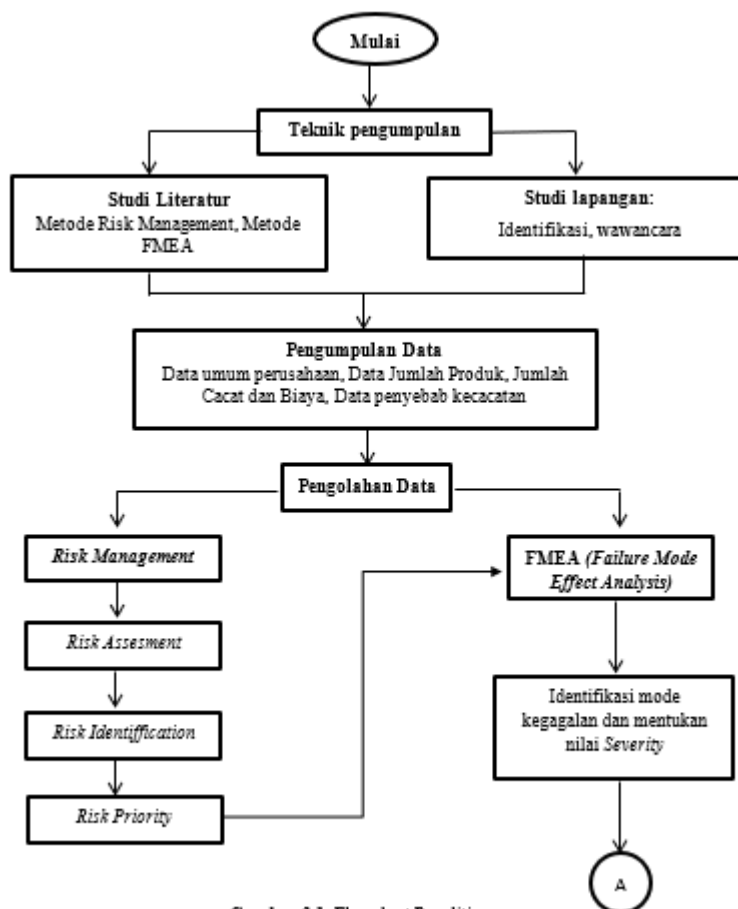 Mulai
Teknik pengumpulan
Studi Literatur
Metode Risk Management, Metode
FMEA
Studi lapangan:
Identifikasi, wawancara
Pengumpulan Data
Data umum perusahaan, Data Jumlah Produk, Jumlah
Cacat dan Biaya, Data penyebab kecacatan
Pengolahan Data
Risk Management
Risk Assesment
Risk Identiffication
Risk Priority
FMEA (Failure Mode
Effect Analysis)
Identifikasi mode
kegagalan dan mentukan
nilai Severity
A